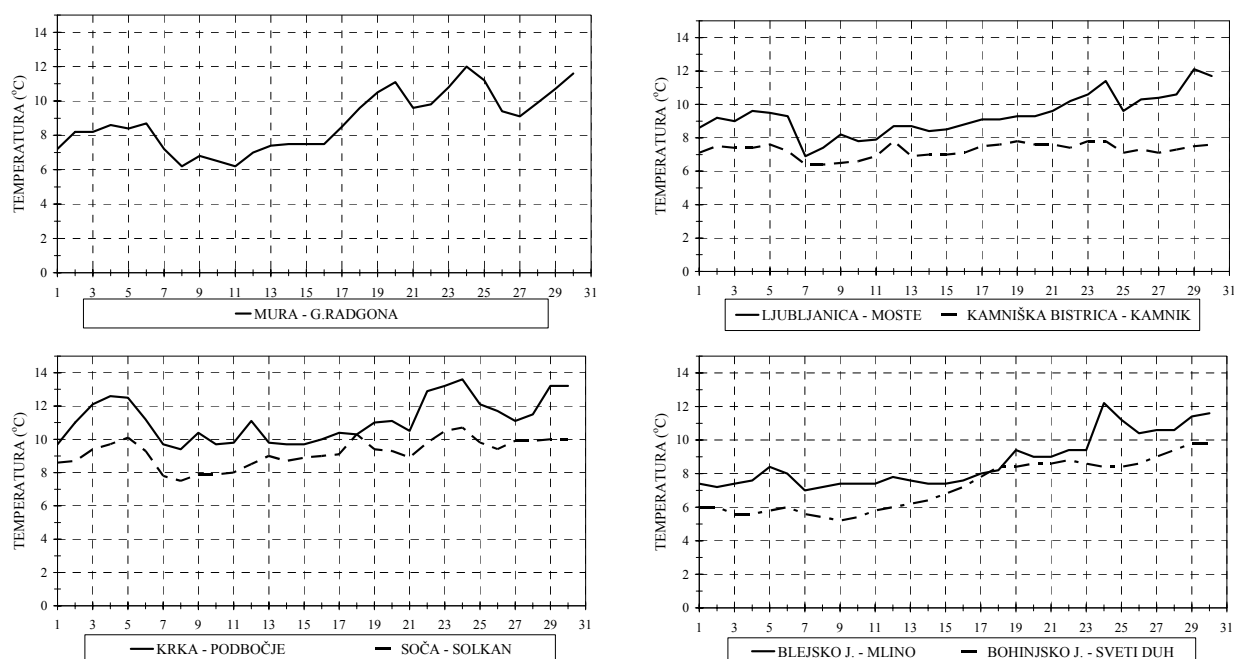 TEMPERATURA (°C)
14
12
10
8
6
4
2
0
1 3 5 7 9 11 13 15 17 19 21 23 25 27 29 31
MURA - G.RADGONA
TEMPERATURA (°C)
14
12
10
8
6
4
2
0
1 3 5 7 9 11 13 15 17 19 21 23 25 27 29 31
LJUBLJANICA - MOSTE KAMNIŠKA BISTRICA - KAMNIK
TEMPERATURA (°C)
14
12
10
8
6
4
2
0
1 3 5 7 9 11 13 15 17 19 21 23 25 27 29 31
KRKA - PODBOČJE SOČA - SOLKAN
TEMPERATURA (°C)
14
12
10
8
6
4
2
0
1 3 5 7 9 11 13 15 17 19 21 23 25 27 29 31
BLEJSKO J. - MLINO BOHINJSKO J. - SVETI DUH